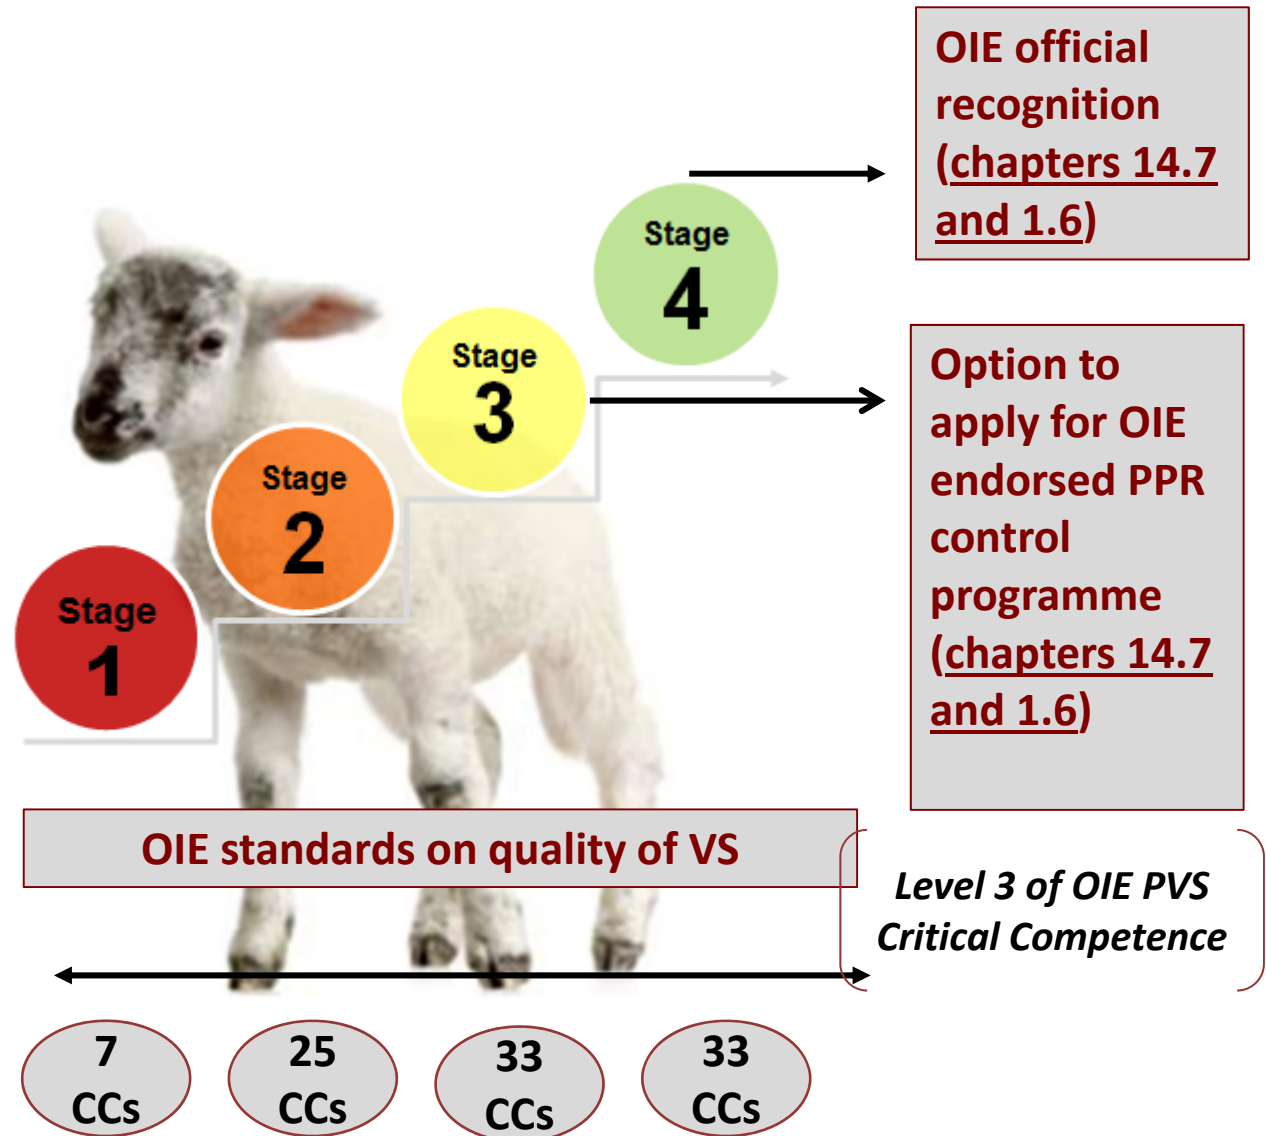 OIE official
recognition
(chapters 14.7
and 1.6)
Stage
4
Stage
3
Option to
apply for OIE
endorsed PPR
control
programme
(chapters 14.7
and 1.6)
Stage
2
Stage
1
OIE standards on quality of VS
Level 3 of OIE PVS
Critical Competence
7
CCs
25
CCs
33
CCs
33
CCs